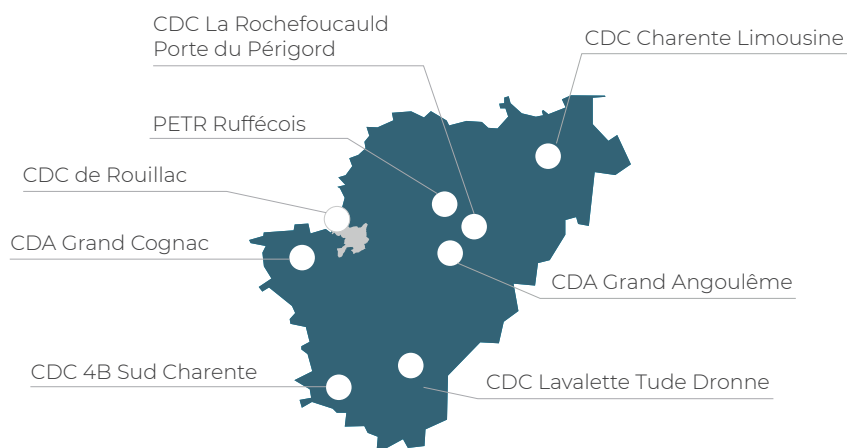 CDC La Rochefoucauld
Porte du Périgord
CDC Charente Limousine
PETR Rufférois
CDC de Rouillac
CDA Grand Cognac
CDA Grand Angoulême
CDC 4B Sud Charente
CDC Lavalette Tude Dronne